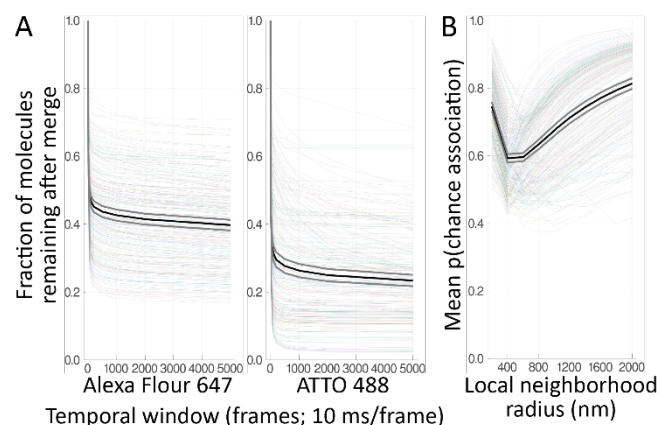 A
B
Fraction of molecules
remaining after merge
1.0
0.8
0.6
0.4
0.2
0.0
0 1000 2000 3000 4000 5000
Alexa Flour 647
1.0
0.8
0.6
0.4
0.2
0.0
0 1000 2000 3000 4000 5000
ATTO 488
Temporal window (frames; 10 ms/frame)
Mean p(chance association)
1.0
0.8
0.6
0.4
0.2
0.0
400 800 1200 1600 2000
Local neighborhood
radius (nm)